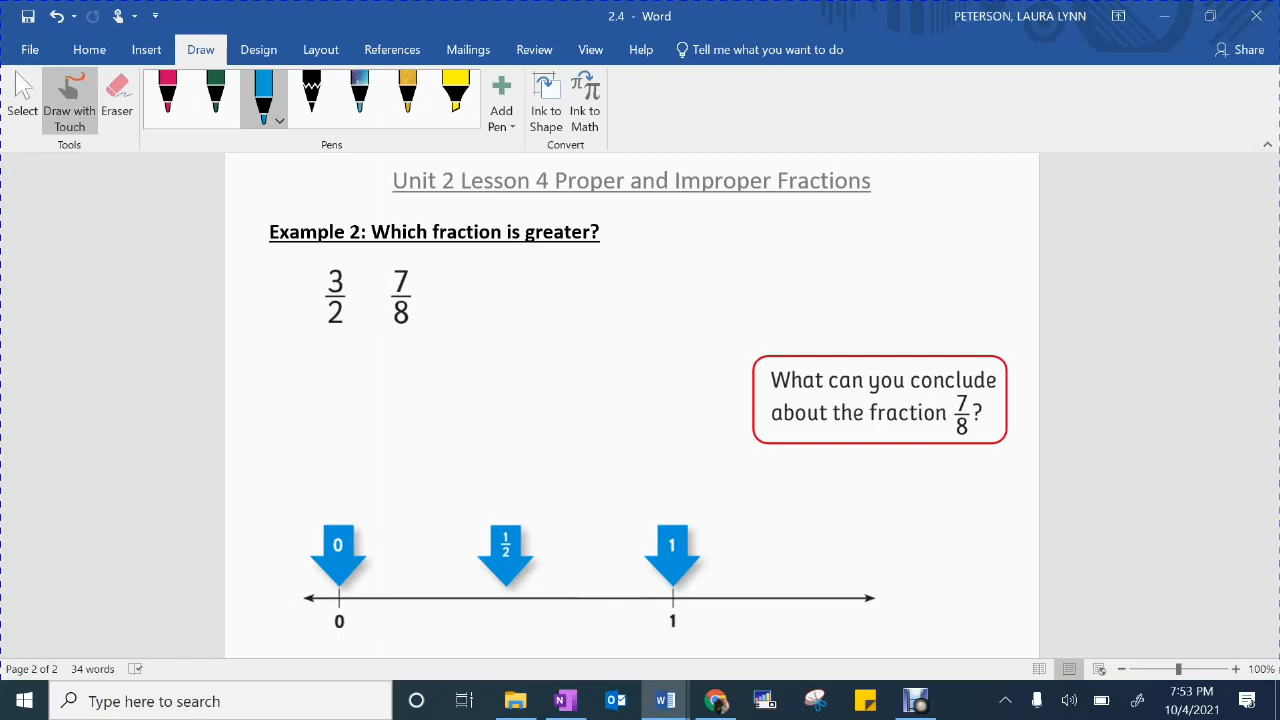 2.4 - Word
PETERSON, LAURA LYNN
File Home Insert Draw Design Layout References Mailings Review View Help Tell me what you want to do Share
Select
Draw with Touch
Eraser
Add Pen
Ink to Shape
Ink to Math
Tools
Pens
Convert
Unit 2 Lesson 4 Proper and Improper Fractions
Example 2: Which fraction is greater?
3/2 7/8
What can you conclude
about the fraction 7/8?
0 1/2 1
0 1
Page 2 of 2 34 words
100%
Type here to search
7:53 PM
10/4/2021